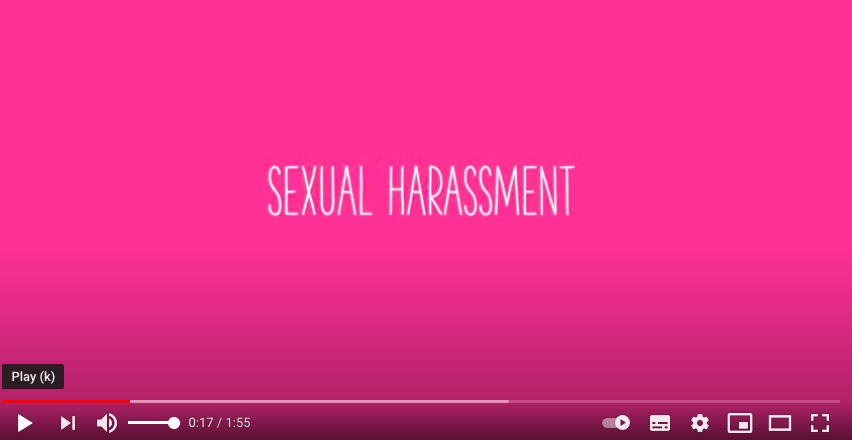 SEXUAL HARASSMENT
Play (k)
0:17 / 1:55